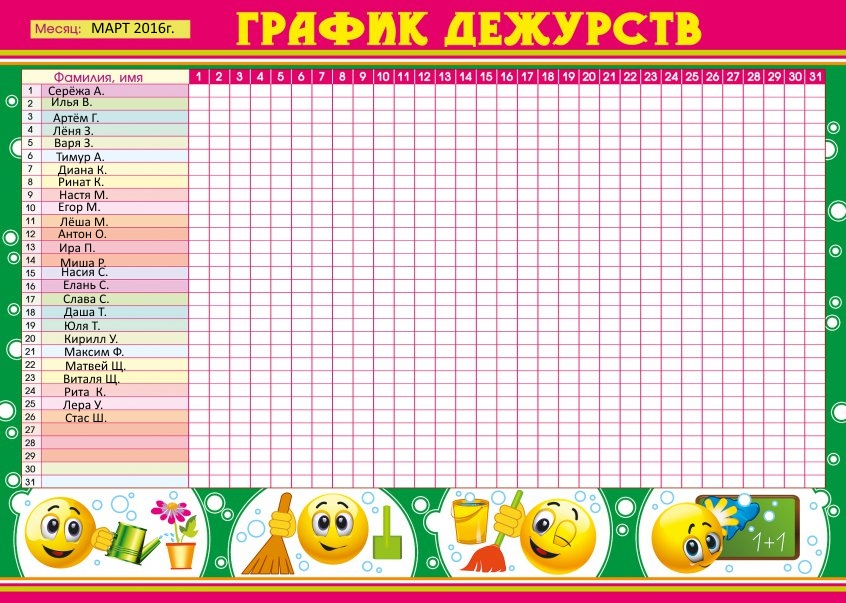 Месяц: МАРТ 2016г. ГРАФИК ДЕЖУРСТВ
Фамилия, имя 1 2 3 4 5 6 7 8 9 10 11 12 13 14 15 16 17 18 19 20 21 22 23 24 25 26 27 28 29 30 31
1 Серёжа А.
2 Илья В.
3 Артём Г.
4 Лёня З.
5 Варя З.
6 Тимур А.
7 Диана К.
8 Ринат К.
9 Настя М.
10 Егор М.
11 Лёша М.
12 Антон О.
13 Ира П.
14 Миша Р.
15 Насия С.
16 Елань С.
17 Слава С.
18 Даша Т.
19 Юля Т.
20 Кирилл У.
21 Максим Ф.
22 Матвей Щ.
23 Виталя Щ.
24 Рита К.
25 Лера У.
26 Стас Ш.
27
28
29
30
31
1+1